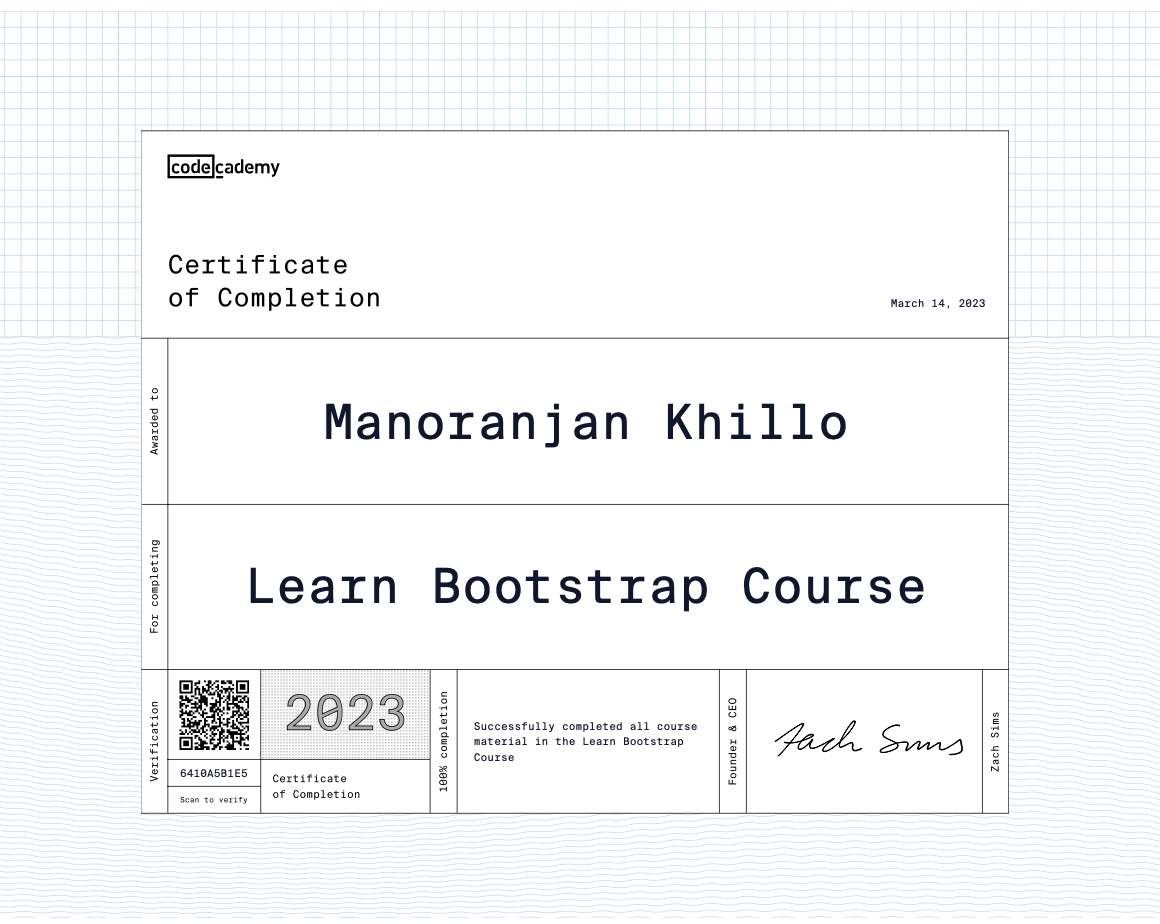 codecademy
Certificate
of Completion
March 14, 2023
Awarded to
Manoranjan Khillo
For completing
Learn Bootstrap Course
Verification
6410A5B1E5
Scan to verify
2023
Certificate
of Completion
100% completion
Successfully completed all course
material in the Learn Bootstrap
Course
Founder & CEO
Zach Sims
Zach Sims